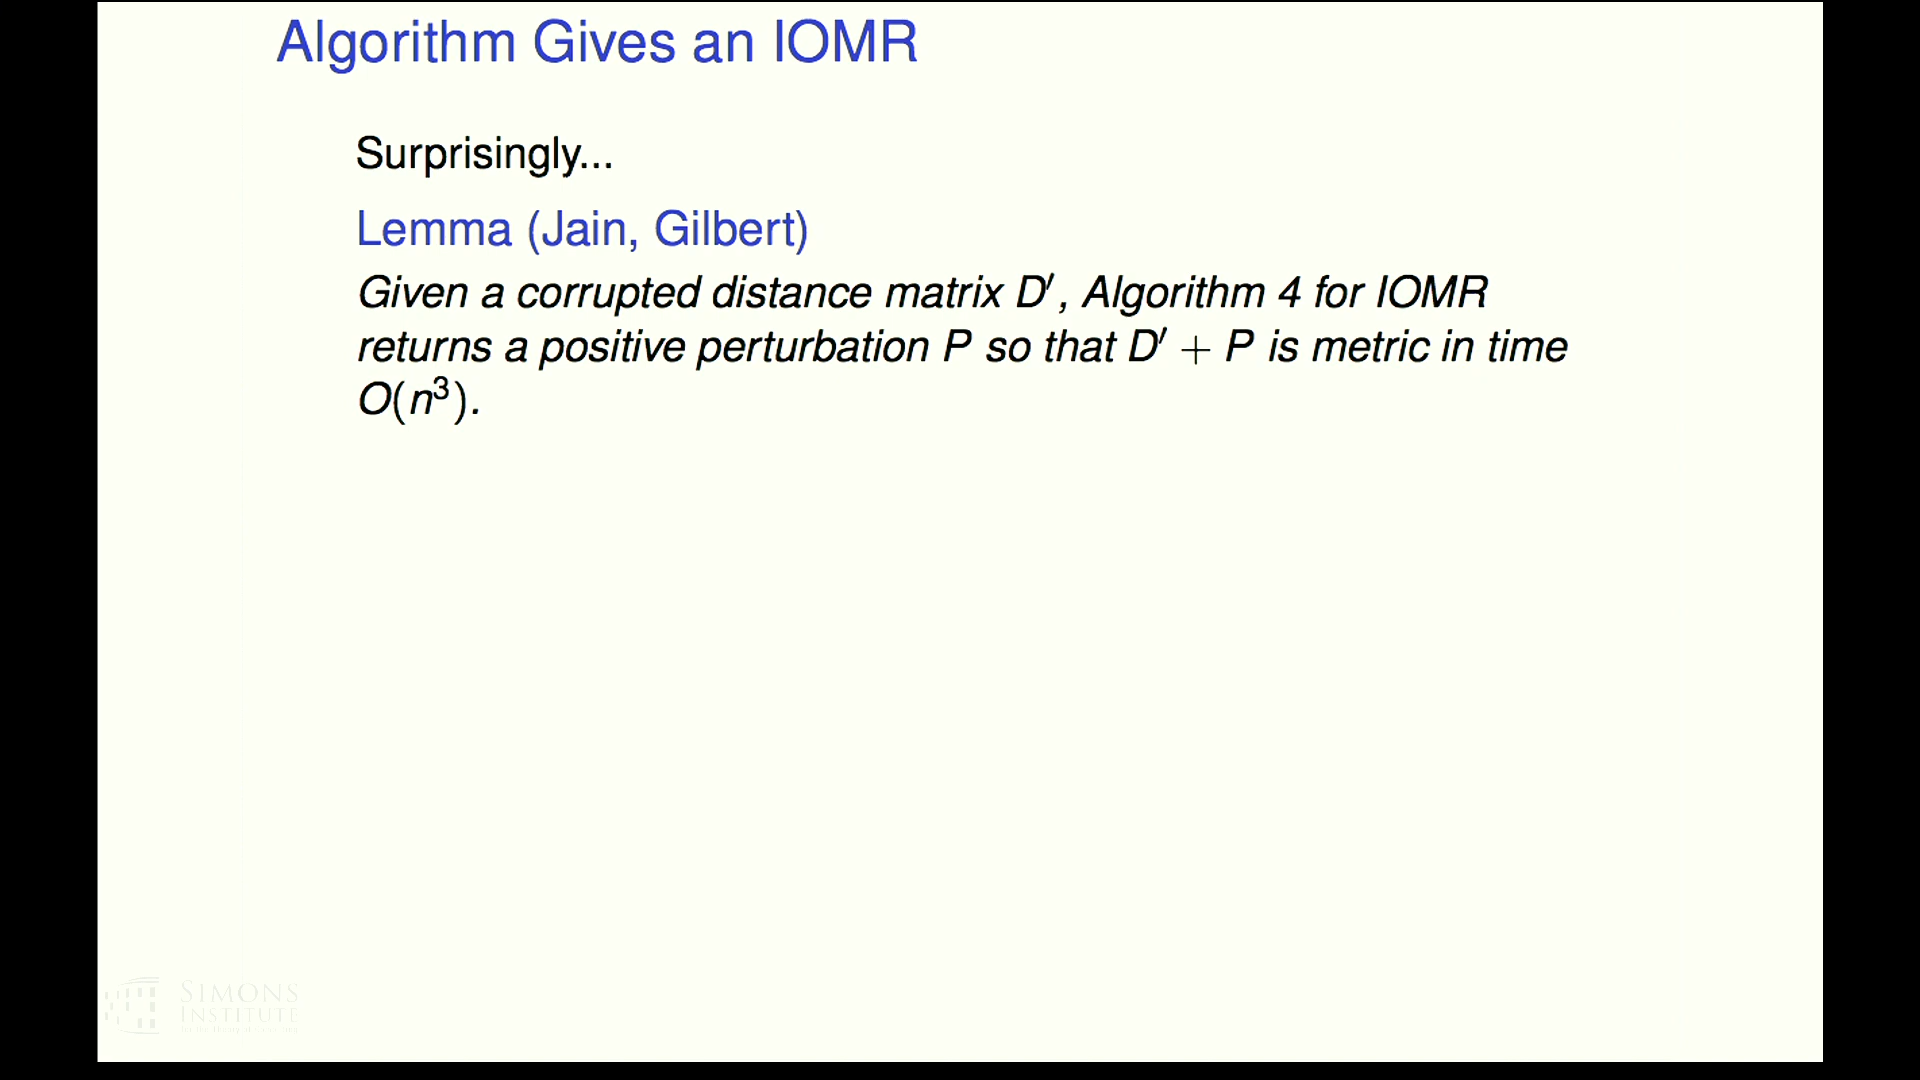 Algorithm Gives an IOMR
Surprisingly...
Lemma (Jain, Gilbert)
Given a corrupted distance matrix D′, Algorithm 4 for IOMR
returns a positive perturbation P so that D′ + P is metric in time
O(n³).
SIMONS
INSTITUTE